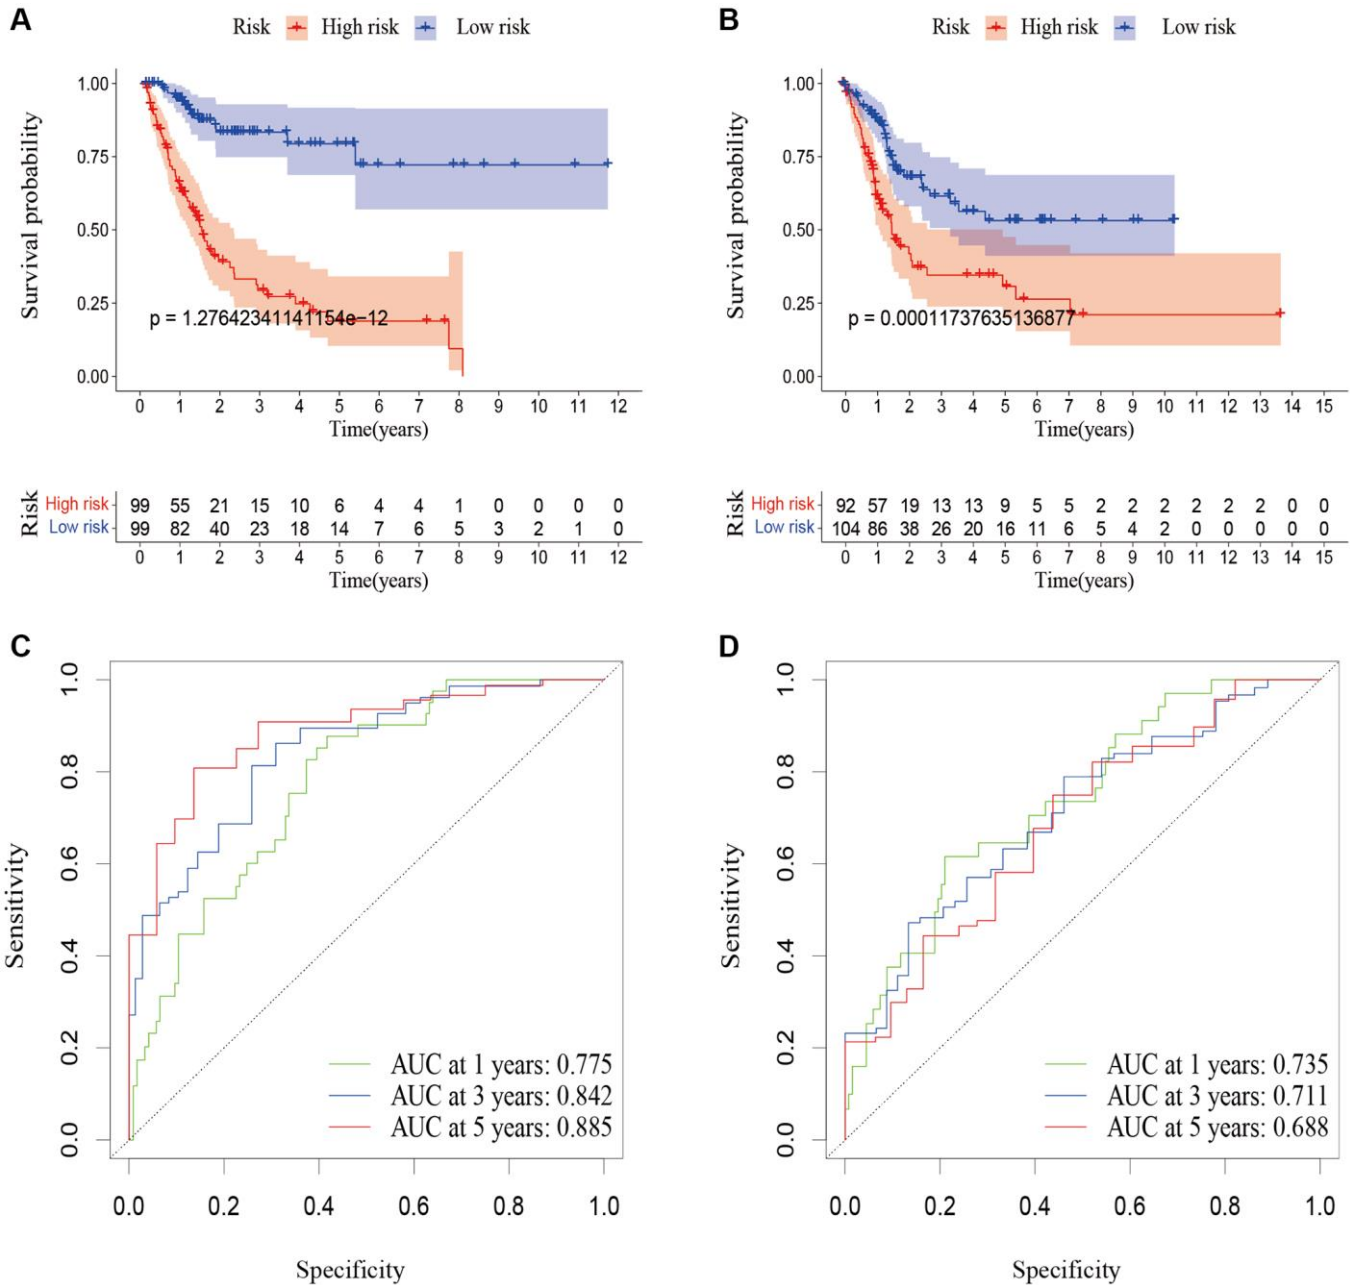 A
Risk High risk Low risk
1.00
0.75
0.50
0.25
0.00
Survival probability
p = 1.27642341141154e−12
0 1 2 3 4 5 6 7 8 9 10 11 12
Time(years)
Risk
High risk 99 55 21 15 10 6 4 4 1 0 0 0 0
Low risk 99 82 40 23 18 14 7 6 5 3 2 1 0
0 1 2 3 4 5 6 7 8 9 10 11 12
Time(years)
B
Risk High risk Low risk
1.00
0.75
0.50
0.25
0.00
Survival probability
p = 0.00011737635136877
0 1 2 3 4 5 6 7 8 9 10 11 12 13 14 15
Time(years)
Risk
High risk 92 57 19 13 13 9 5 5 2 2 2 2 2 2 0 0
Low risk 104 86 38 26 20 16 11 6 5 4 2 0 0 0 0 0
0 1 2 3 4 5 6 7 8 9 10 11 12 13 14 15
Time(years)
C
1.0
0.8
0.6
0.4
0.2
0.0
Sensitivity
AUC at 1 years: 0.775
AUC at 3 years: 0.842
AUC at 5 years: 0.885
0.0 0.2 0.4 0.6 0.8 1.0
Specificity
D
1.0
0.8
0.6
0.4
0.2
0.0
Sensitivity
AUC at 1 years: 0.735
AUC at 3 years: 0.711
AUC at 5 years: 0.688
0.0 0.2 0.4 0.6 0.8 1.0
Specificity